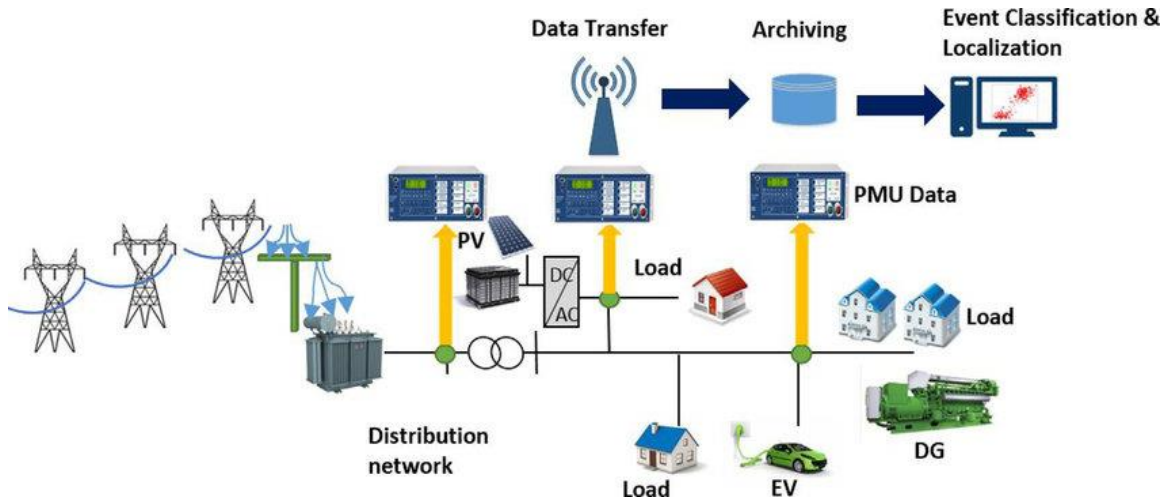 Data Transfer
Archiving
Event Classification &
Localization
PMU Data
PV
DC
AC
Load
Load
Distribution
network
Load
EV
DG